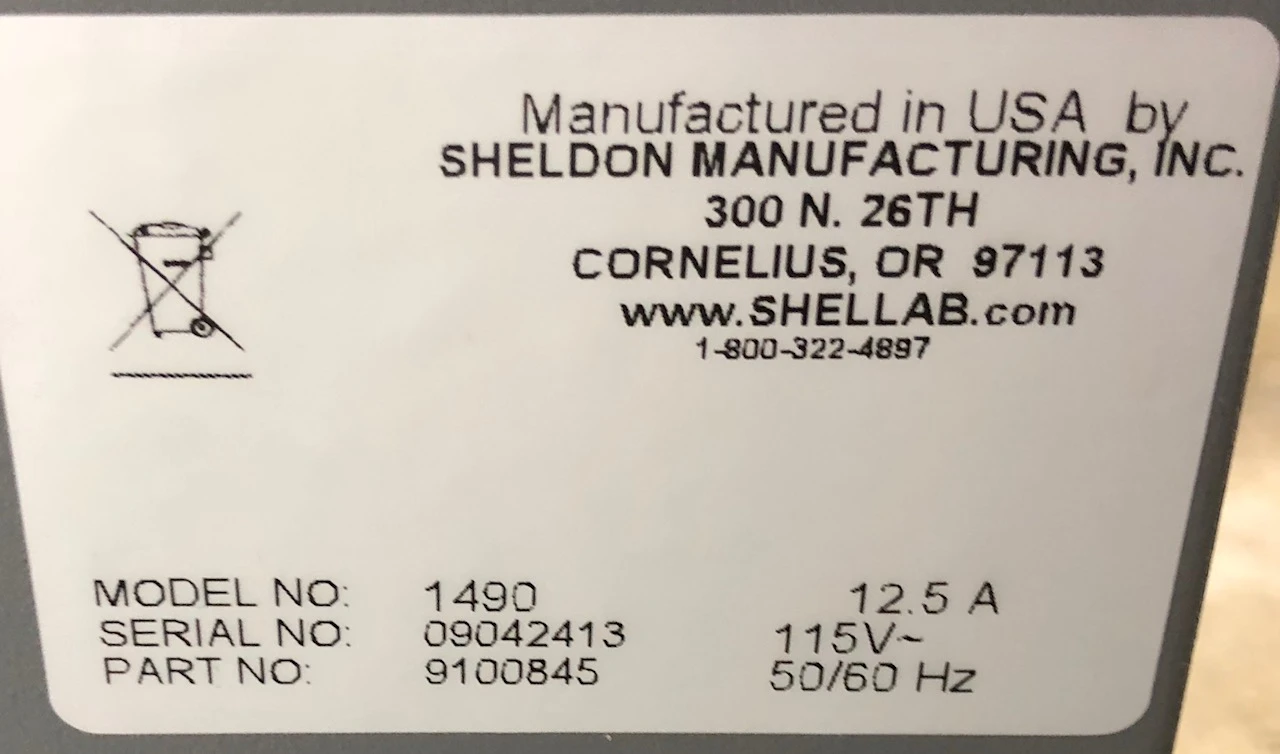 Manufactured in USA by
SHELDON MANUFACTURING, INC.
300 N. 26TH
CORNELIUS, OR 97113
www.SHELLAB.com
1-800-322-4897
MODEL NO: 1490 12.5 A
SERIAL NO: 09042413 115V~
PART NO: 9100845 50/60 Hz